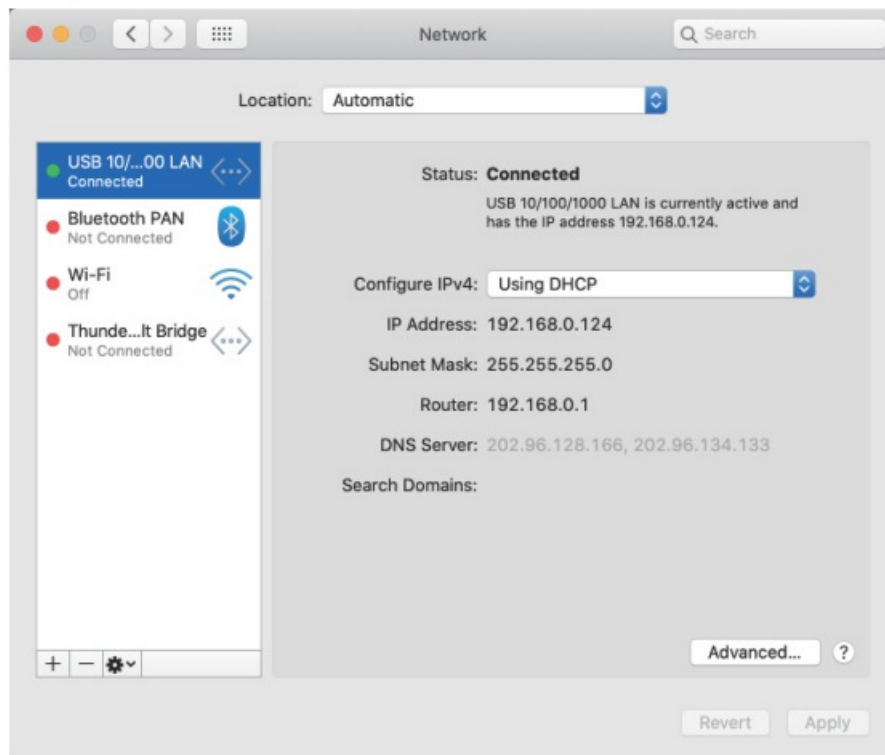 Network
Search
Location: Automatic
USB 10/...00 LAN
Connected
Bluetooth PAN
Not Connected
Wi-Fi
Off
Thunde...lt Bridge
Not Connected
Status: Connected
USB 10/100/1000 LAN is currently active and
has the IP address 192.168.0.124.
Configure IPv4: Using DHCP
IP Address: 192.168.0.124
Subnet Mask: 255.255.255.0
Router: 192.168.0.1
DNS Server: 202.96.128.166, 202.96.134.133
Search Domains:
Advanced... ?
Revert Apply